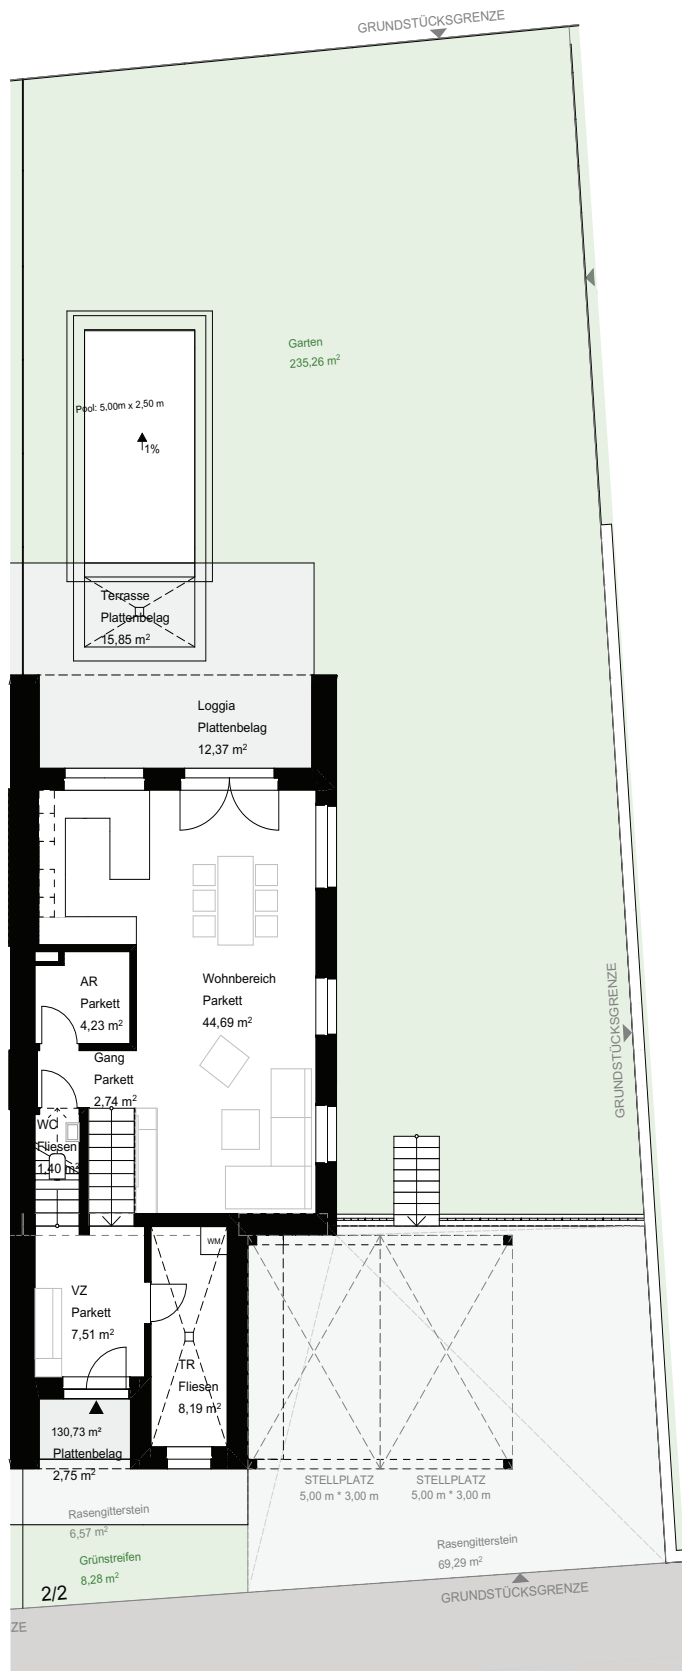 GRUNDSTÜCKSGRENZE
Garten
235,26 m²
Pool: 5,00m x 2,50 m
1%
Terrasse
Plattenbelag
15,85 m²
Loggia
Plattenbelag
12,37 m²
AR
Parkett
4,23 m²
Wohnbereich
Parkett
44,69 m²
GRUNDSTÜCKSGRENZE
Gang
Parkett
2,74 m²
WC
Fliesen
1,40 m²
WM
VZ
Parkett
7,51 m²
TR
Fliesen
8,19 m²
130,73 m²
Plattenbelag
2,75 m²
STELLPLATZ
5,00 m * 3,00 m
STELLPLATZ
5,00 m * 3,00 m
Rasengitterstein
6,57 m²
Rasengitterstein
69,29 m²
Grünstreifen
8,28 m²
2/2
GRUNDSTÜCKSGRENZE
ZE